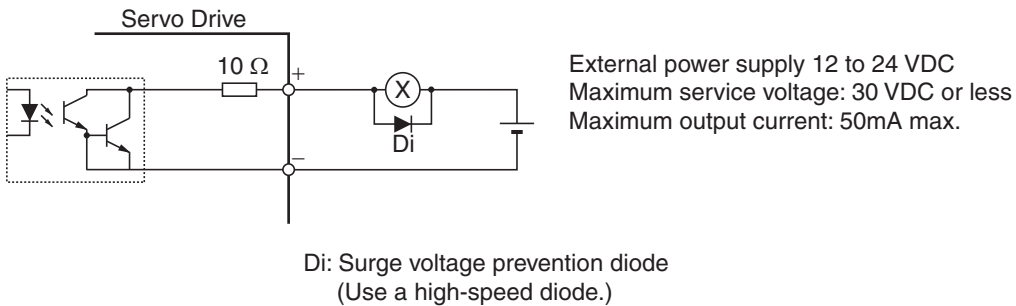 Servo Drive
10 Ω
+
X
Di
−
External power supply 12 to 24 VDC
Maximum service voltage: 30 VDC or less
Maximum output current: 50mA max.
Di: Surge voltage prevention diode
(Use a high-speed diode.)